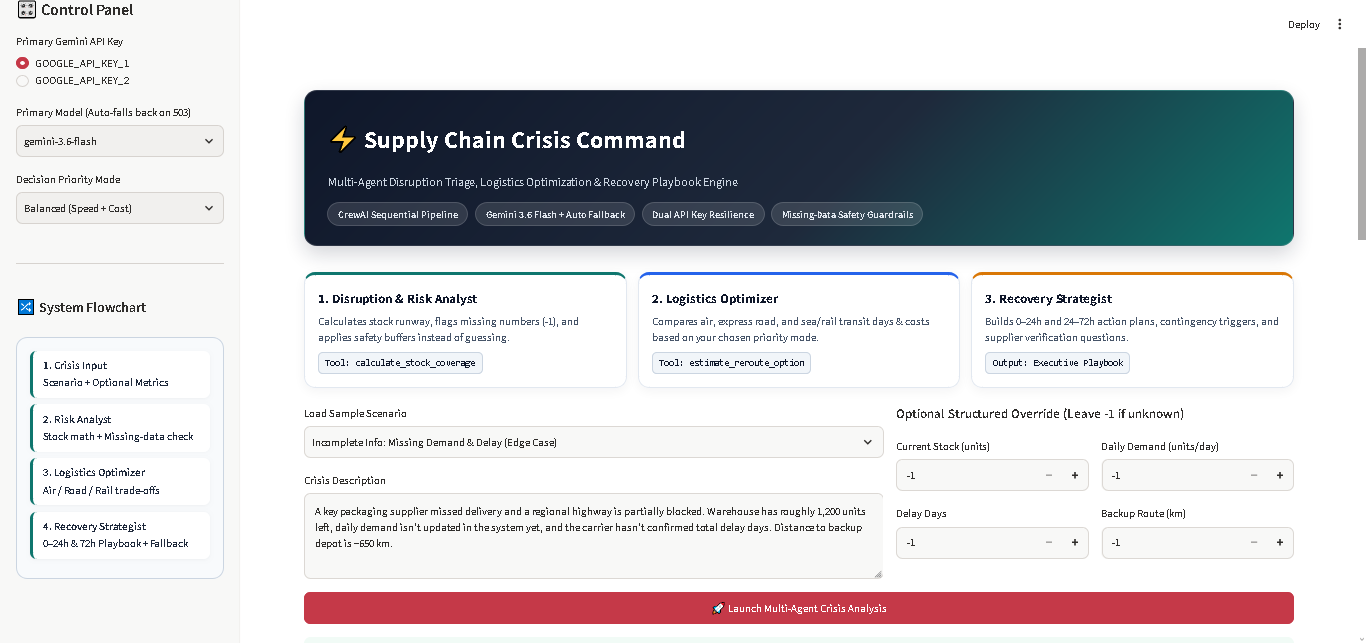 Control Panel
Primary Gemini API Key
GOOGLE_API_KEY_1
GOOGLE_API_KEY_2
Primary Model (Auto-falls back on 503)
gemini-3.6-flash
Decision Priority Mode
Balanced (Speed + Cost)
System Flowchart
1. Crisis Input
Scenario + Optional Metrics
2. Risk Analyst
Stock math + Missing-data check
3. Logistics Optimizer
Air / Road / Rail trade-offs
4. Recovery Strategist
0–24h & 72h Playbook + Fallback
Deploy
Supply Chain Crisis Command
Multi-Agent Disruption Triage, Logistics Optimization & Recovery Playbook Engine
CrewAI Sequential Pipeline
Gemini 3.6 Flash + Auto Fallback
Dual API Key Resilience
Missing-Data Safety Guardrails
1. Disruption & Risk Analyst
Calculates stock runway, flags missing numbers (-1), and
applies safety buffers instead of guessing.
Tool: calculate_stock_coverage
2. Logistics Optimizer
Compares air, express road, and sea/rail transit days & costs
based on your chosen priority mode.
Tool: estimate_reroute_option
3. Recovery Strategist
Builds 0–24h and 24–72h action plans, contingency triggers, and
supplier verification questions.
Output: Executive Playbook
Load Sample Scenario
Incomplete Info: Missing Demand & Delay (Edge Case)
Crisis Description
A key packaging supplier missed delivery and a regional highway is partially blocked. Warehouse has roughly 1,200 units
left, daily demand isn't updated in the system yet, and the carrier hasn't confirmed total delay days. Distance to backup
depot is ~650 km.
Optional Structured Override (Leave -1 if unknown)
Current Stock (units)
-1
Daily Demand (units/day)
-1
Delay Days
-1
Backup Route (km)
-1
Launch Multi-Agent Crisis Analysis